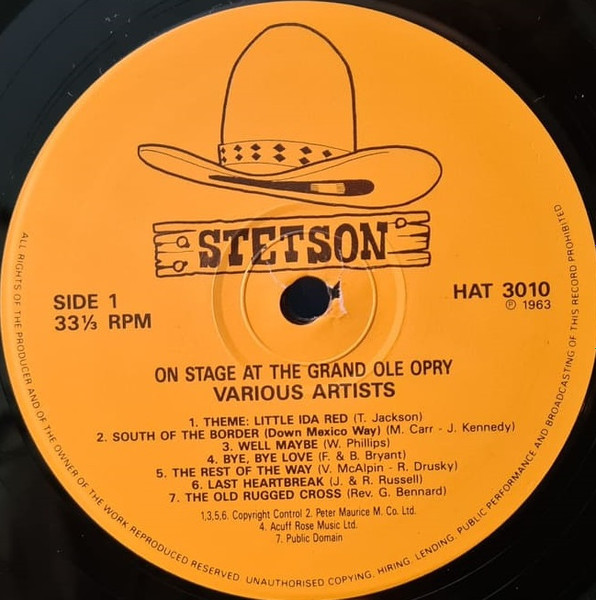 STETSON
SIDE 1
33⅓ RPM
HAT 3010
℗ 1963
ON STAGE AT THE GRAND OLE OPRY
VARIOUS ARTISTS
1. THEME: LITTLE IDA RED (T. Jackson)
2. SOUTH OF THE BORDER (Down Mexico Way) (M. Carr - J. Kennedy)
3. WELL MAYBE (W. Phillips)
4. BYE, BYE LOVE (F. & B. Bryant)
5. THE REST OF THE WAY (V. McAlpin - R. Drusky)
6. LAST HEARTBREAK (J. & R. Russell)
7. THE OLD RUGGED CROSS (Rev. G. Bennard)
1,3,5,6. Copyright Control 2. Peter Maurice M. Co. Ltd.
4. Acuff Rose Music Ltd.
7. Public Domain
ALL RIGHTS OF THE PRODUCER AND OF THE OWNER OF THE WORK REPRODUCED RESERVED. UNAUTHORISED COPYING, HIRING, LENDING, PUBLIC PERFORMANCE AND BROADCASTING OF THIS RECORD PROHIBITED